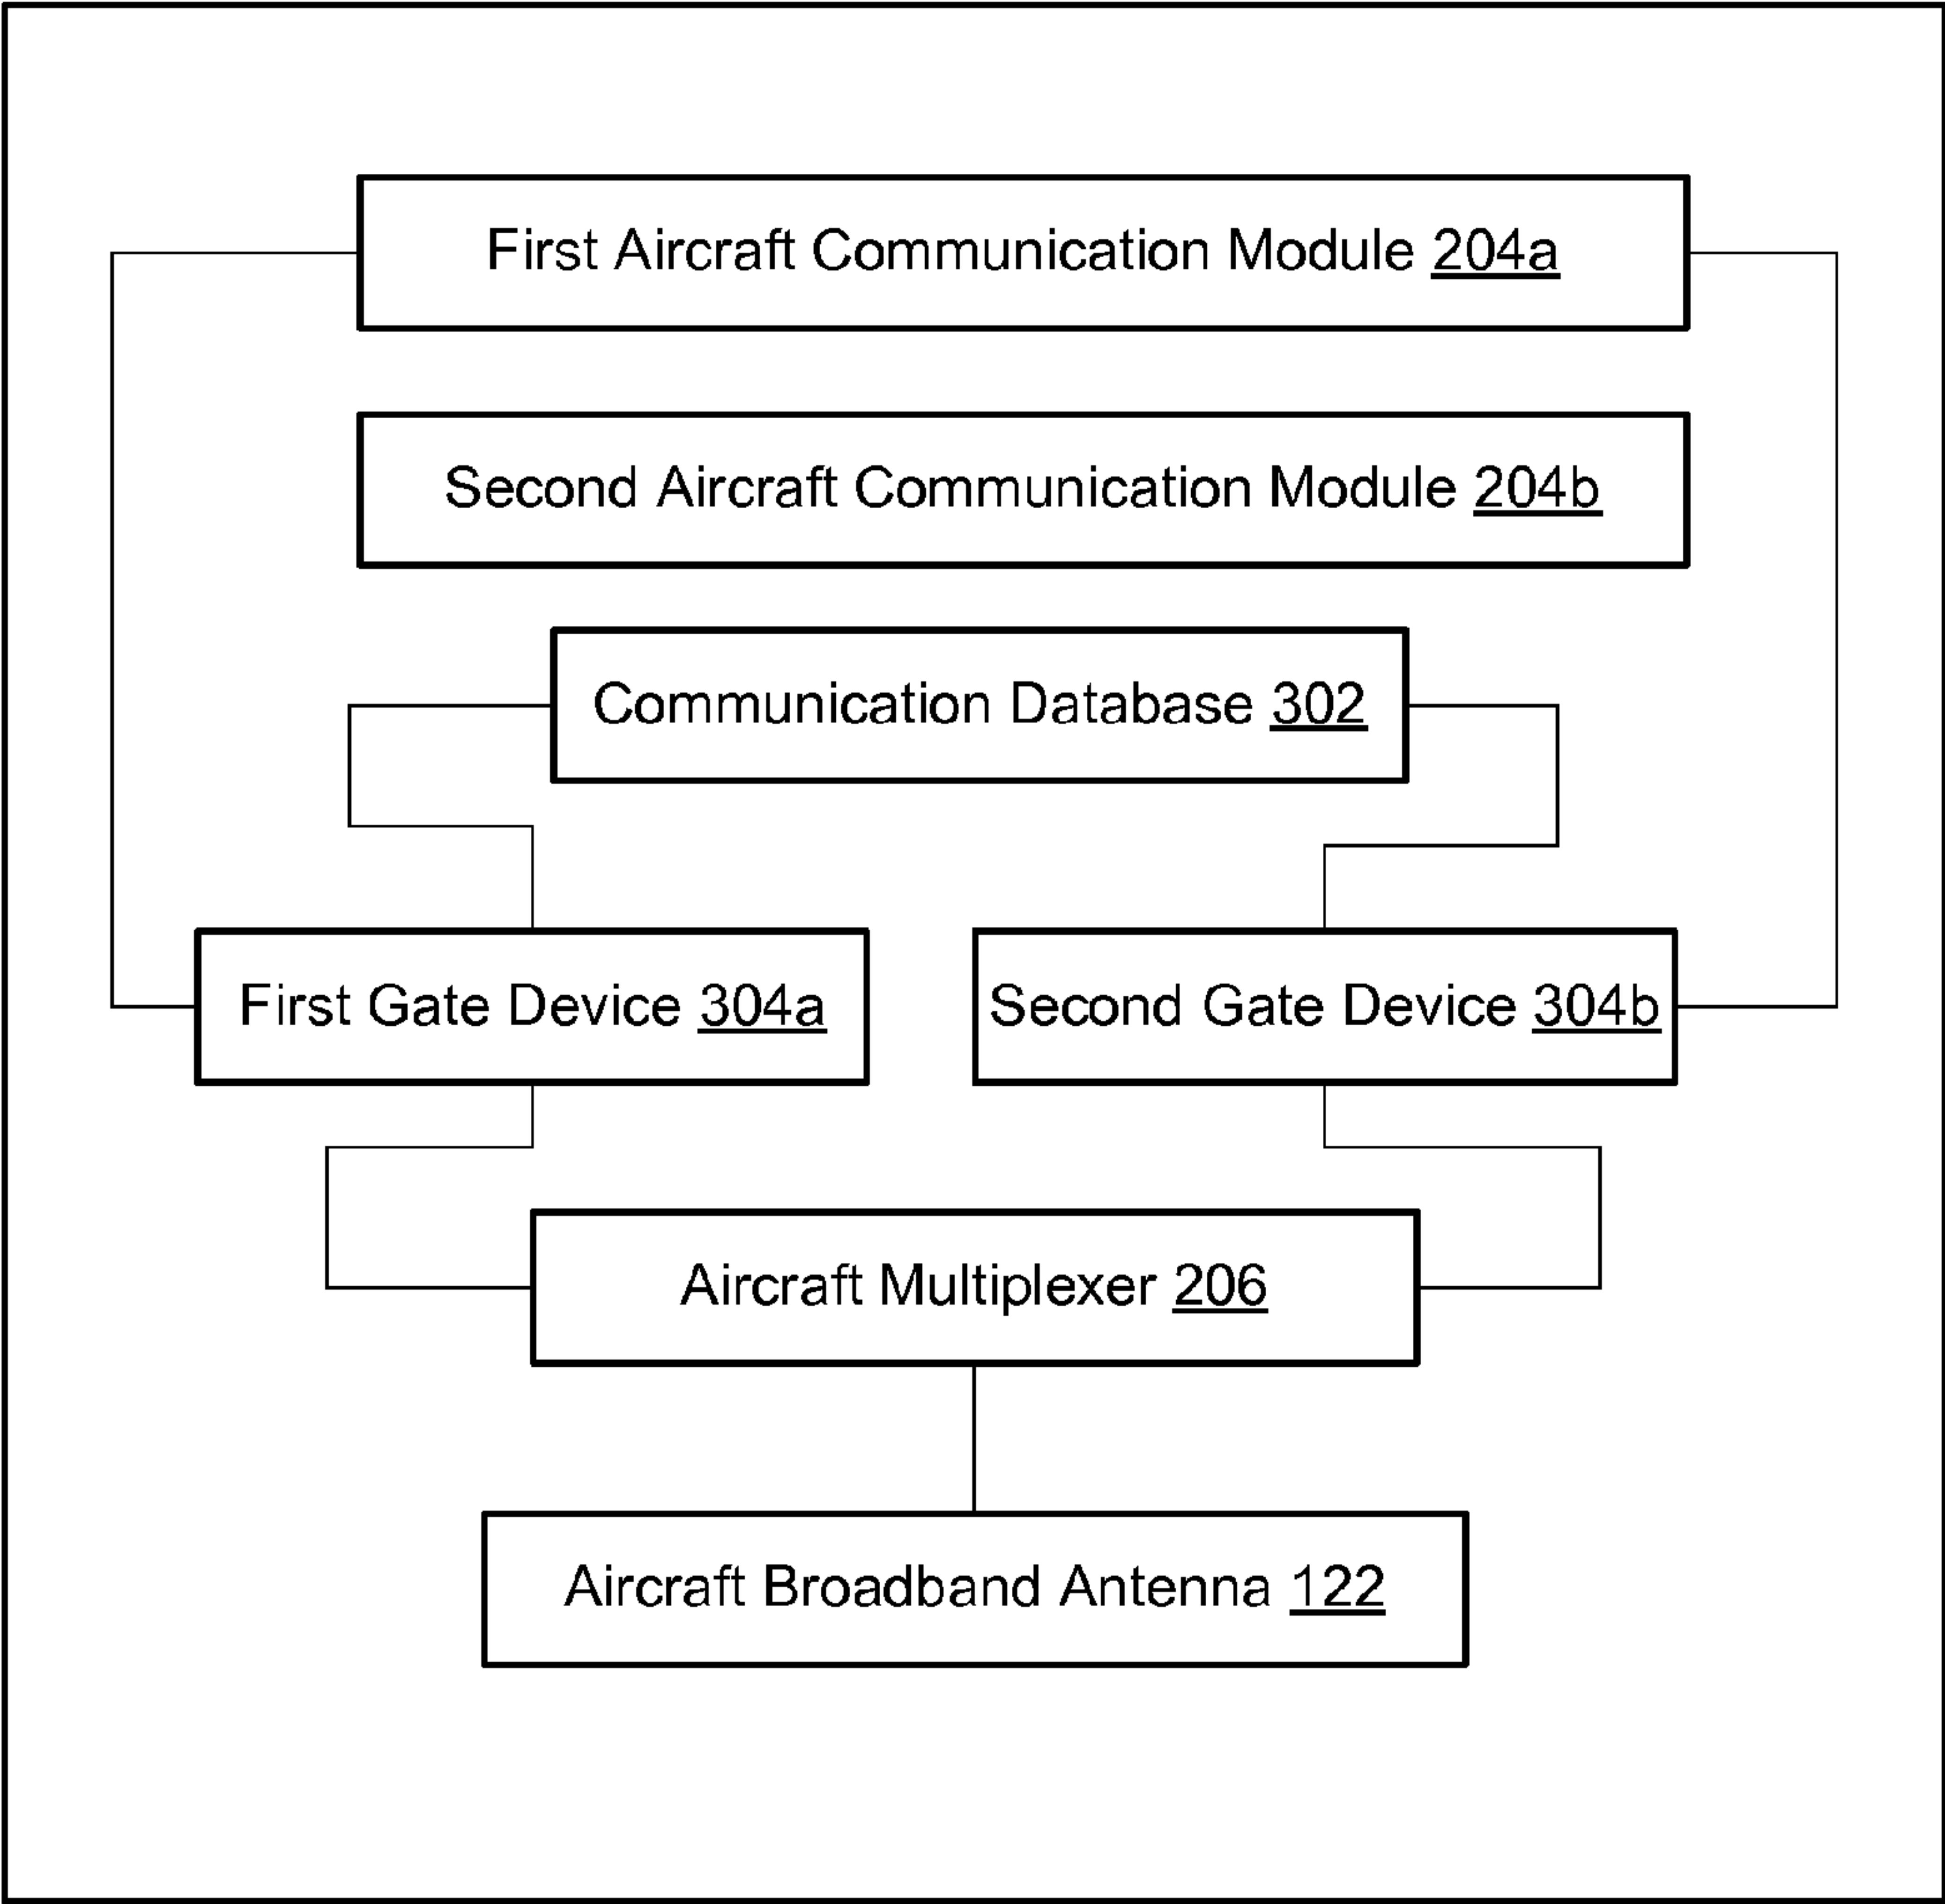 First Aircraft Communication Module 204a
Second Aircraft Communication Module 204b
Communication Database 302
First Gate Device 304a
Second Gate Device 304b
Aircraft Multiplexer 206
Aircraft Broadband Antenna 122